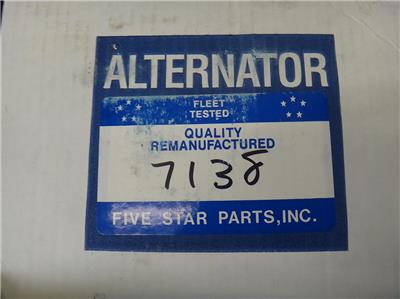 ALTERNATOR
FLEET
TESTED
QUALITY
REMANUFACTURED
7138
FIVE STAR PARTS, INC.